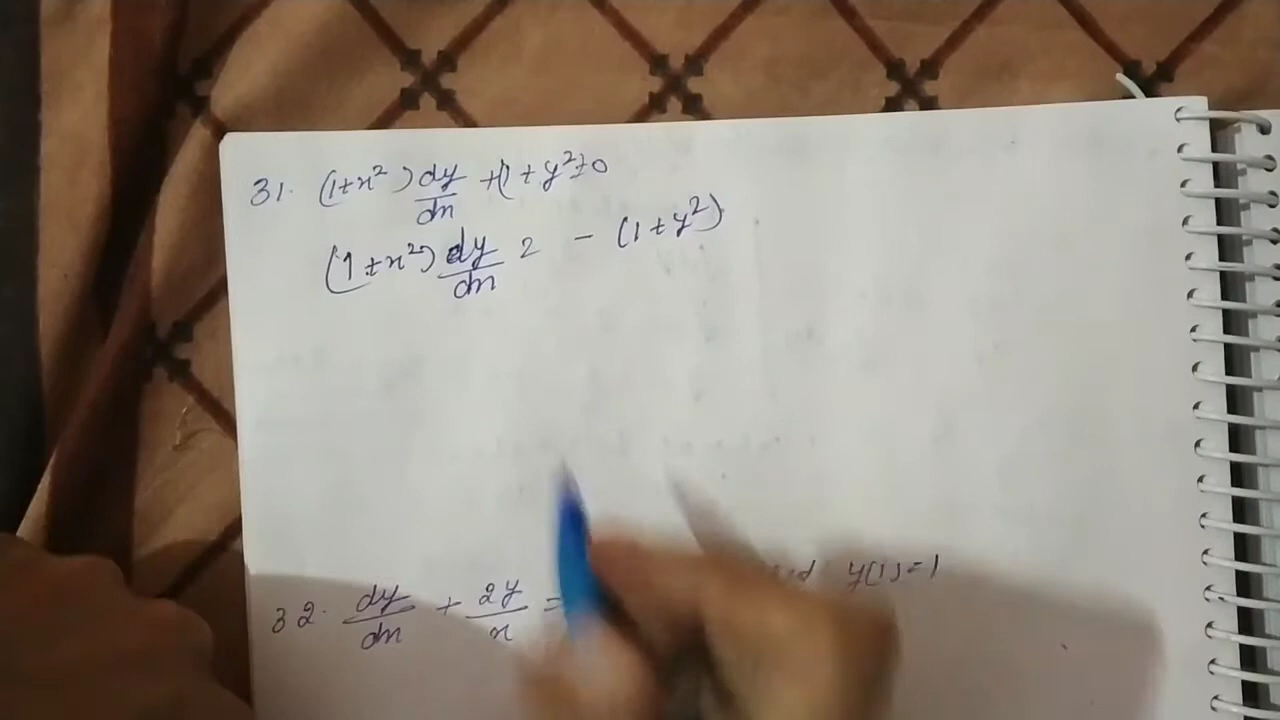 31. (1+x²) dy/dx + (1 + y²) = 0
(1 + x²) dy/dx = - (1 + y²)
32. dy/dx + 2y/x = y(1) = 1